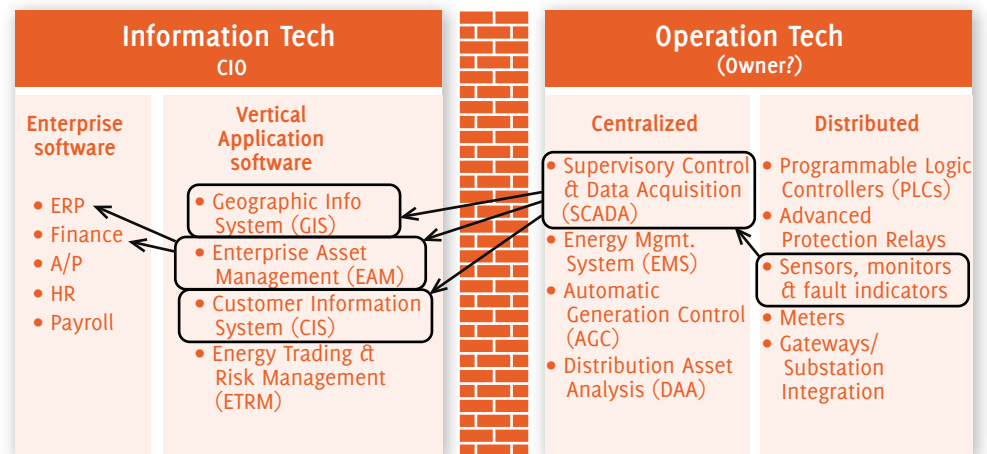 Information Tech
CIO
Enterprise
software
• ERP
• Finance
• A/P
• HR
• Payroll
Vertical
Application
software
• Geographic Info
System (GIS)
• Enterprise Asset
Management (EAM)
• Customer Information
System (CIS)
• Energy Trading &
Risk Management
(ETRM)
Operation Tech
(Owner?)
Centralized
• Supervisory Control
& Data Acquisition
(SCADA)
• Energy Mgmt.
System (EMS)
• Automatic
Generation Control
(AGC)
• Distribution Asset
Analysis (DAA)
Distributed
• Programmable Logic
Controllers (PLCs)
• Advanced
Protection Relays
• Sensors, monitors
& fault indicators
• Meters
• Gateways/
Substation
Integration